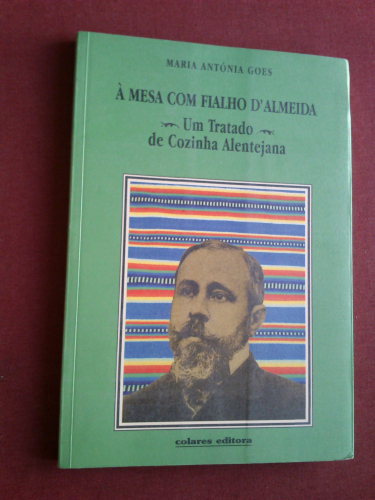 MARIA ANTÓNIA GOES
À MESA COM FIALHO D'ALMEIDA
Um Tratado
de Cozinha Alentejana
colares editora